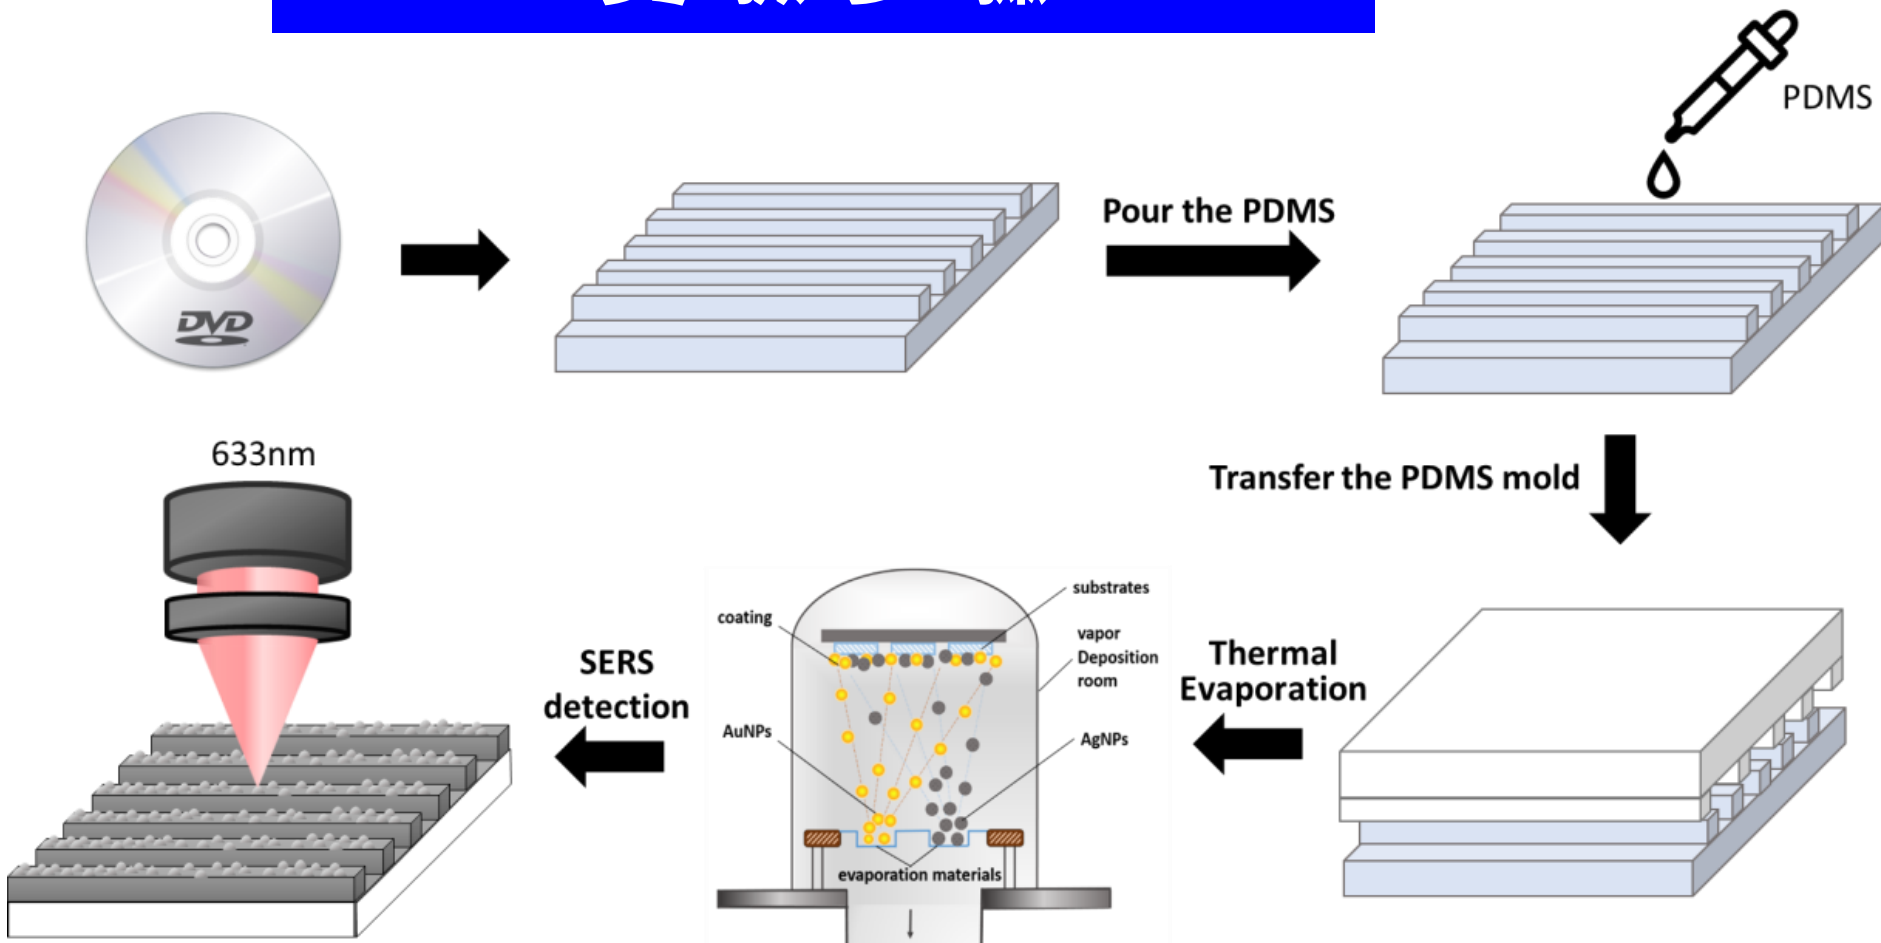 PDMS
DVD
Pour the PDMS
Transfer the PDMS mold
633nm
substrates
coating
vapor
Deposition
room
Thermal
Evaporation
SERS
detection
AuNPs
AgNPs
evaporation materials